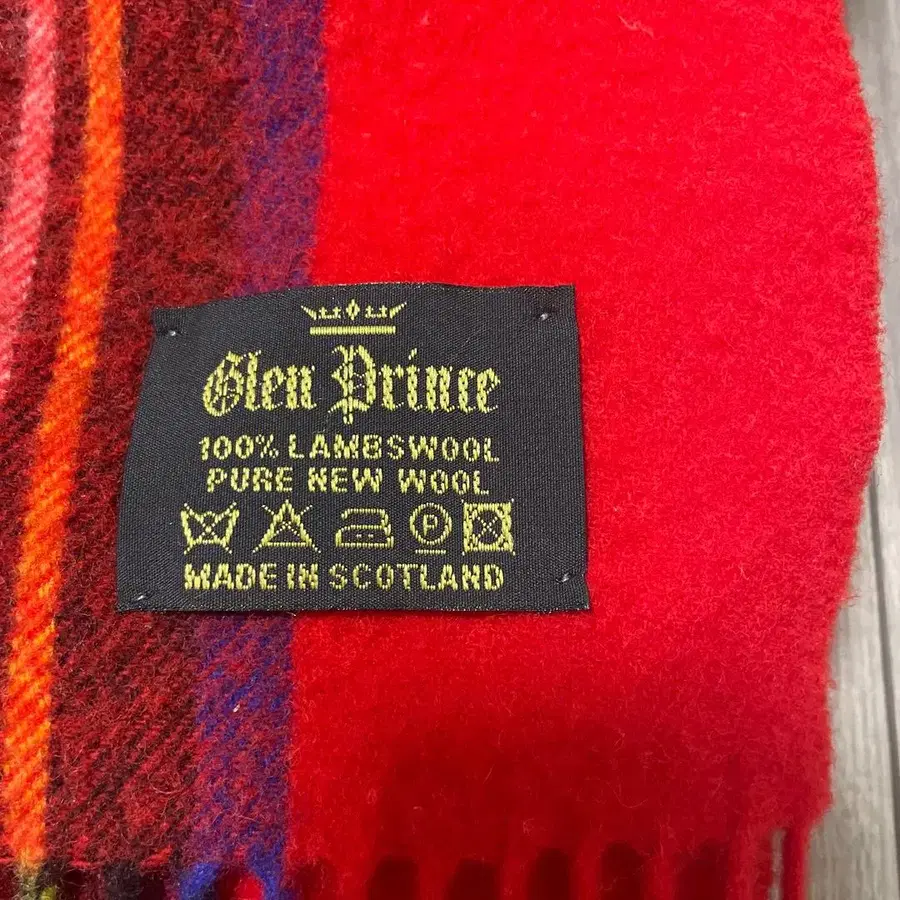 Glen Prince
100% LAMBSWOOL
PURE NEW WOOL
P
MADE IN SCOTLAND